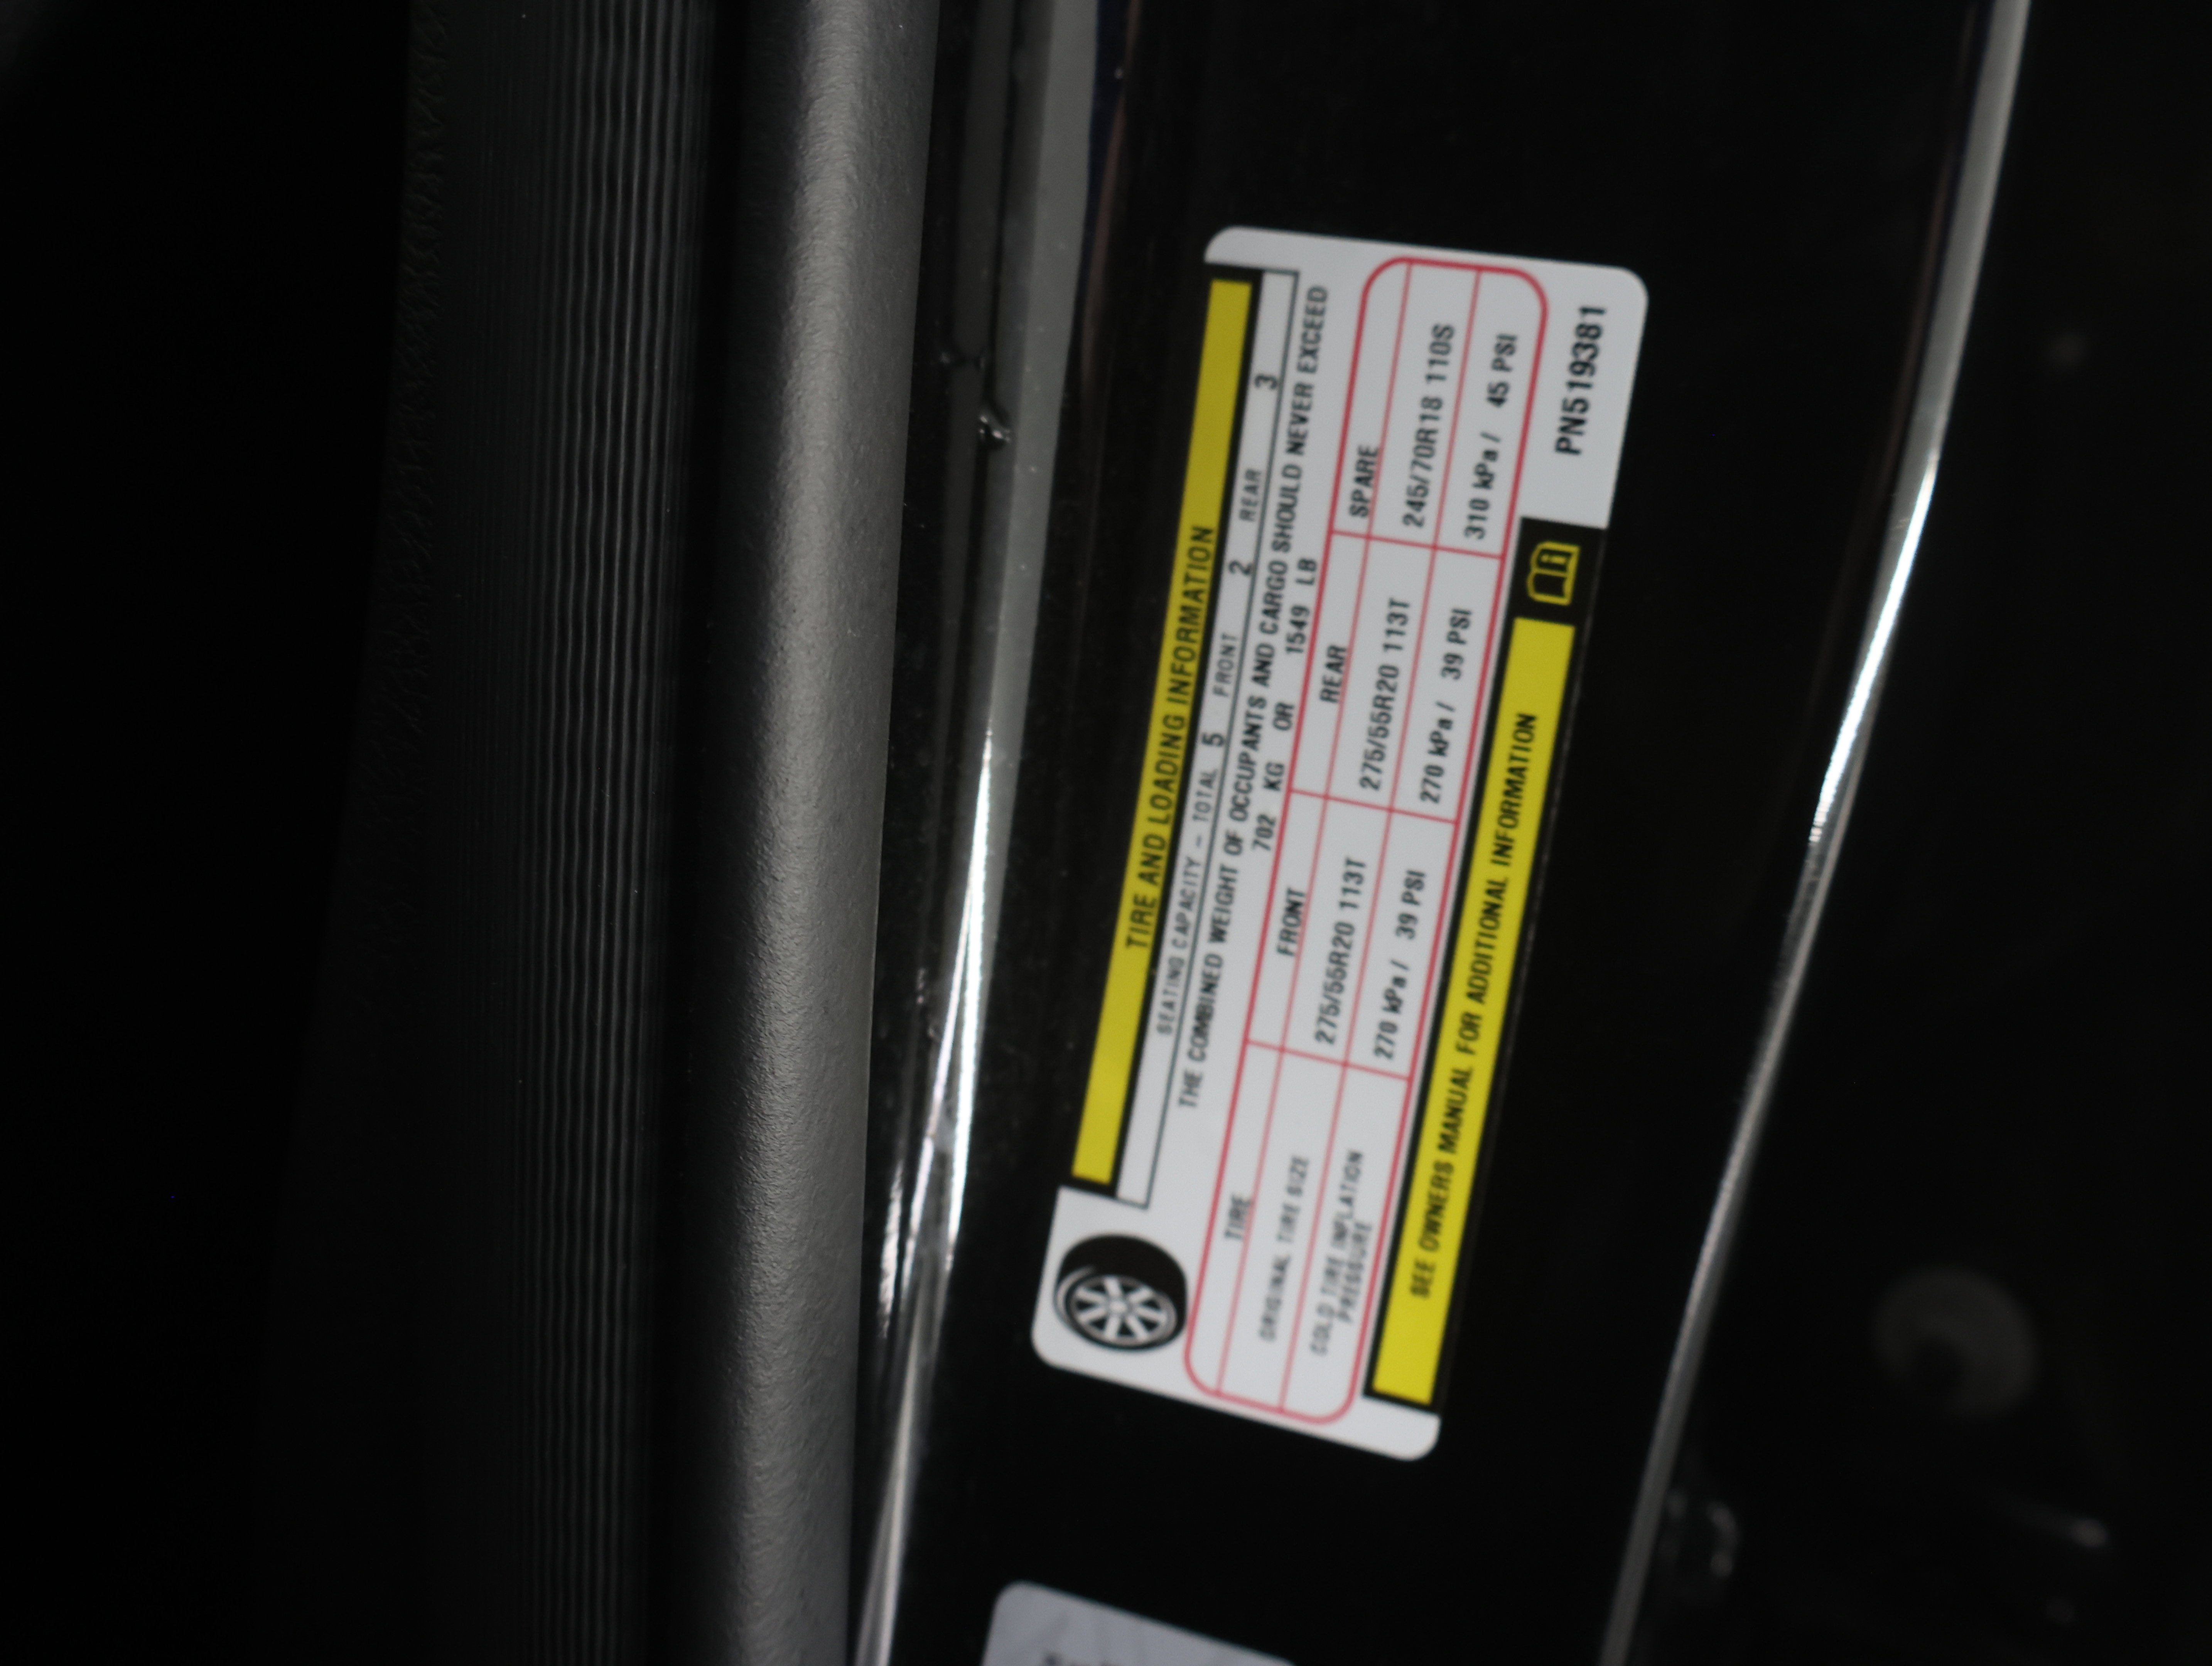 TIRE AND LOADING INFORMATION
SEATING CAPACITY - TOTAL 5 FRONT 2 REAR 3
THE COMBINED WEIGHT OF OCCUPANTS AND CARGO SHOULD NEVER EXCEED
702 KG OR 1549 LB
TIRE FRONT REAR SPARE
ORIGINAL TIRE SIZE 275/55R20 113T 275/55R20 113T 245/70R18 110S
COLD TIRE INFLATION PRESSURE 270 kPa / 39 PSI 270 kPa / 39 PSI 310 kPa / 45 PSI
SEE OWNERS MANUAL FOR ADDITIONAL INFORMATION
PN519381